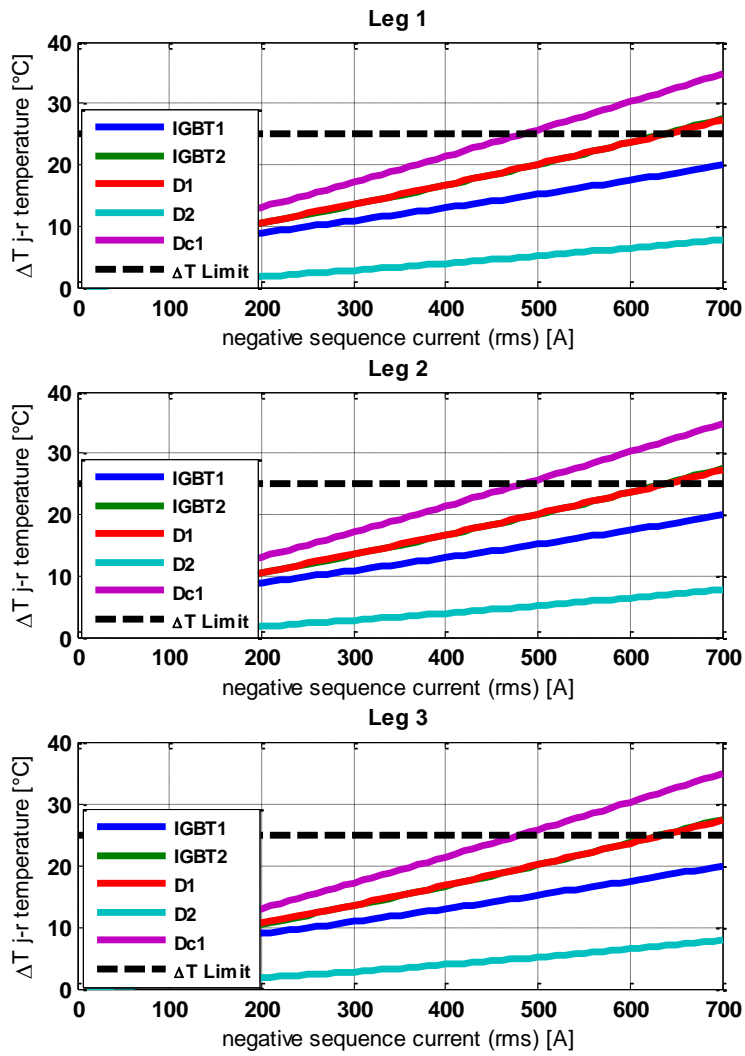 Leg 1
40
30
20
10
0
ΔT j-r temperature [°C]
IGBT1
IGBT2
D1
D2
Dc1
ΔT Limit
0 100 200 300 400 500 600 700
negative sequence current (rms) [A]
Leg 2
40
30
20
10
0
ΔT j-r temperature [°C]
IGBT1
IGBT2
D1
D2
Dc1
ΔT Limit
0 100 200 300 400 500 600 700
negative sequence current (rms) [A]
Leg 3
40
30
20
10
0
ΔT j-r temperature [°C]
IGBT1
IGBT2
D1
D2
Dc1
ΔT Limit
0 100 200 300 400 500 600 700
negative sequence current (rms) [A]